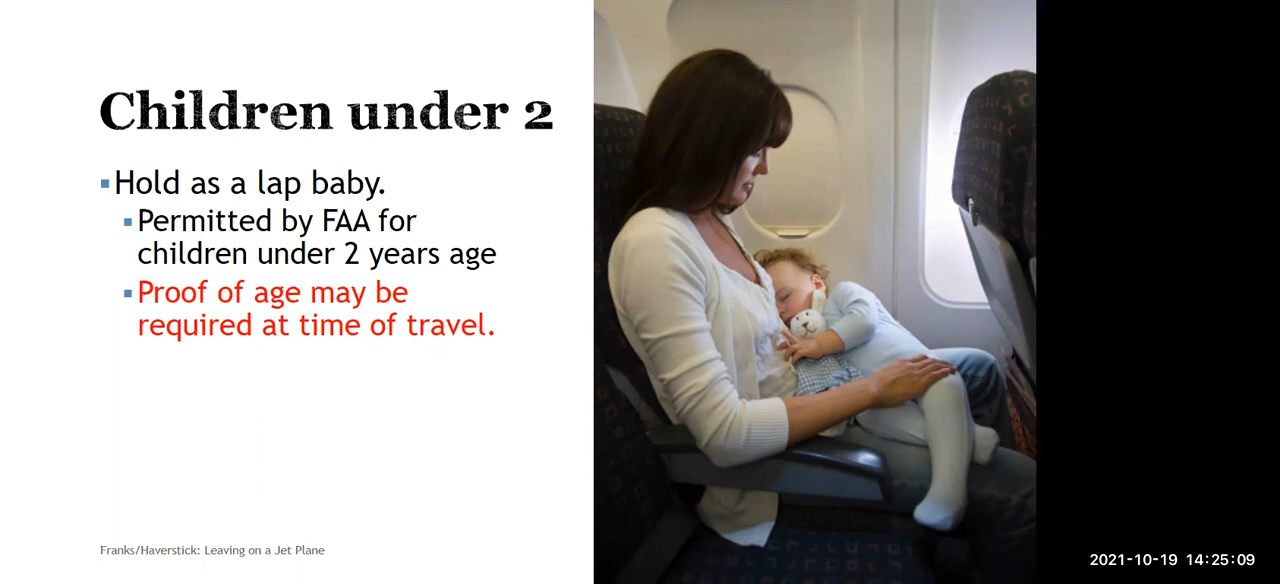 Children under 2
Hold as a lap baby.
Permitted by FAA for
children under 2 years age
Proof of age may be
required at time of travel.
Franks/Haverstick: Leaving on a Jet Plane
2021-10-19 14:25:09